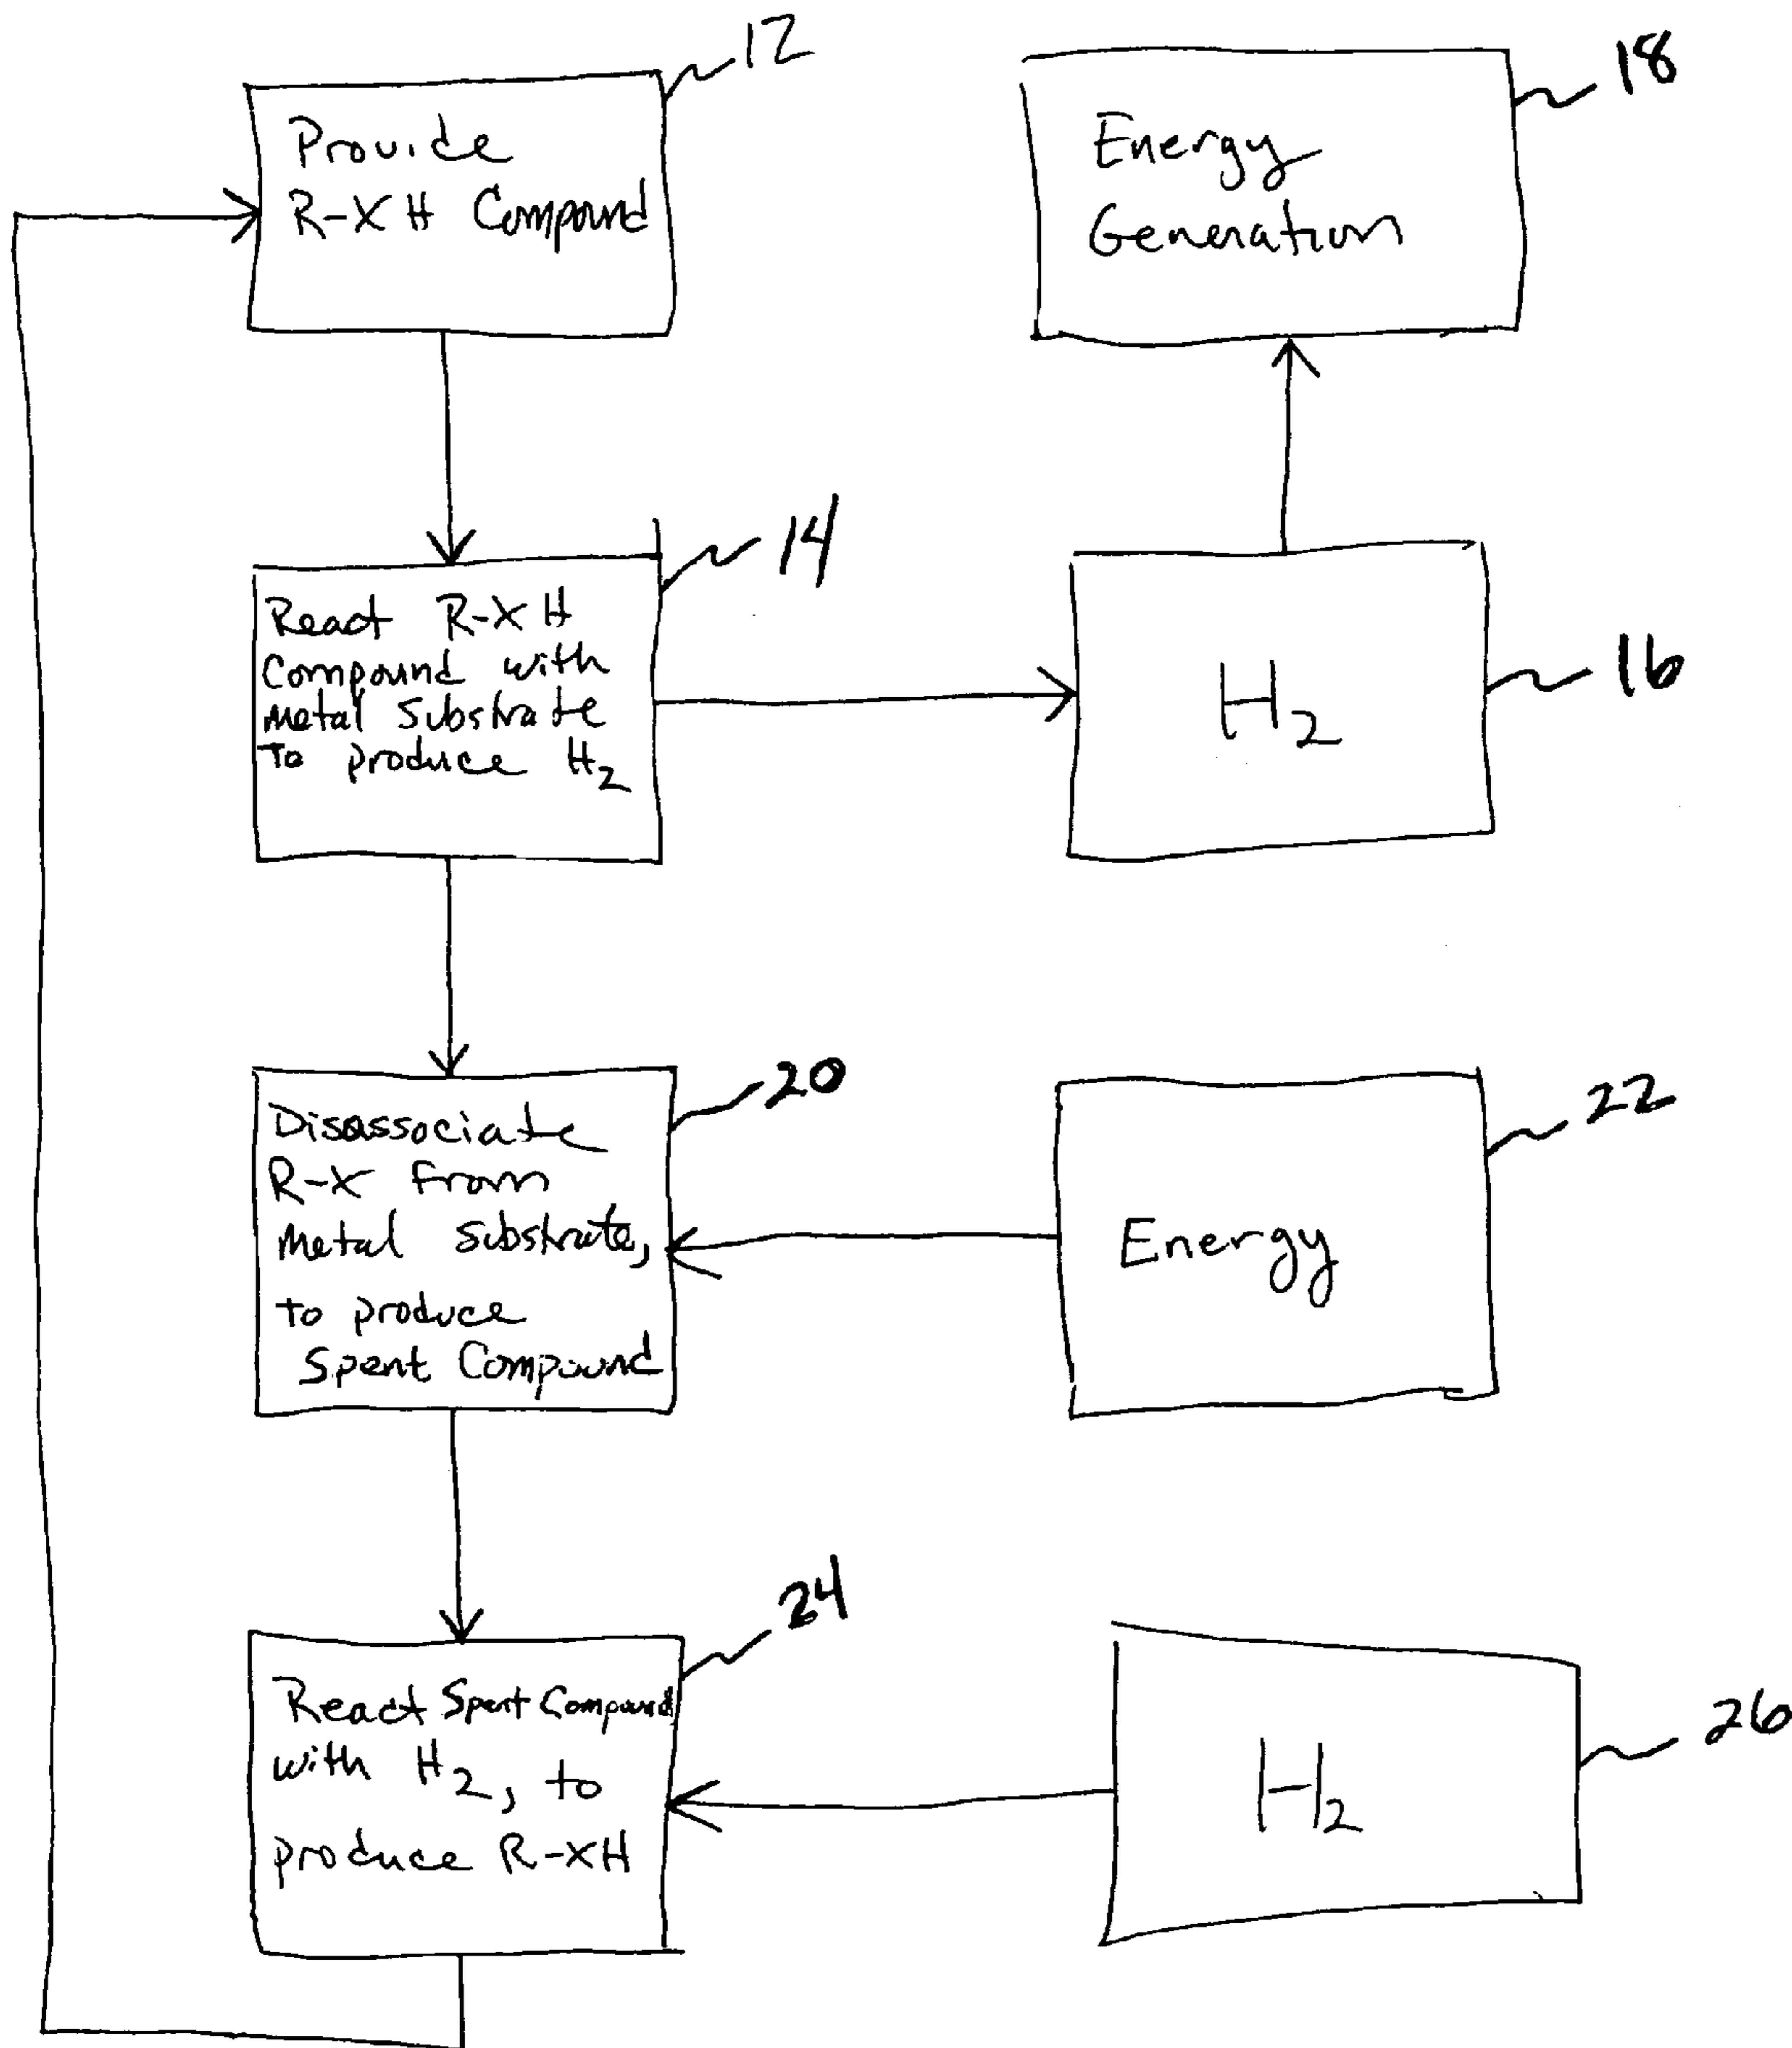 12
Provide
R-XH Compound
18
Energy
Generation
14
React R-XH
Compound with
Metal Substrate
To produce H2
16
H2
20
Disassociate
R-X from
Metal Substrate,
to produce
Spent Compound
22
Energy
24
React Spent Compound
with H2, to
produce R-XH
26
H2